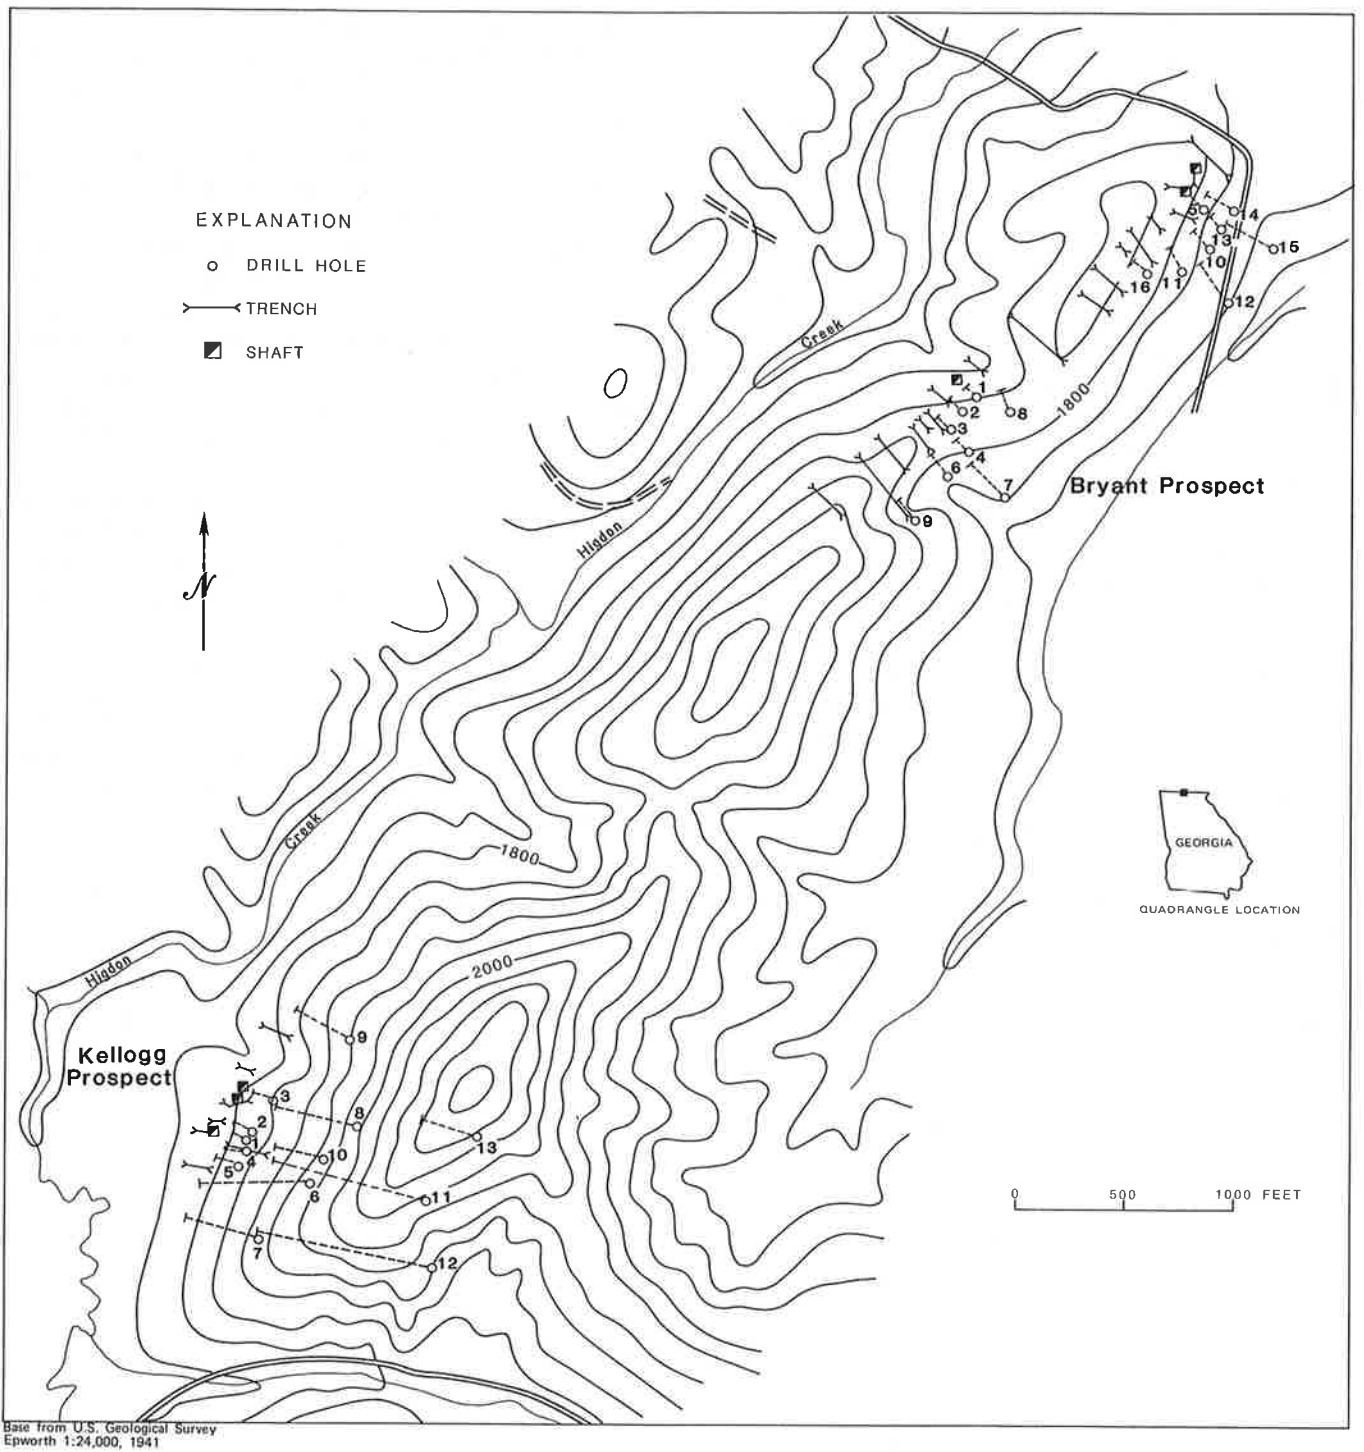 EXPLANATION
DRILL HOLE
TRENCH
SHAFT
N
Creek
Higdon
Creek
Higdon
1800
1800
2000
5
14
13
15
10
16
11
12
1
2
8
3
4
6
7
9
Bryant Prospect
GEORGIA
QUADRANGLE LOCATION
Kellogg
Prospect
9
3
8
2
1
13
4
10
5
6
11
7
12
0 500 1000 FEET
Base from U.S. Geological Survey
Epworth 1:24,000, 1941